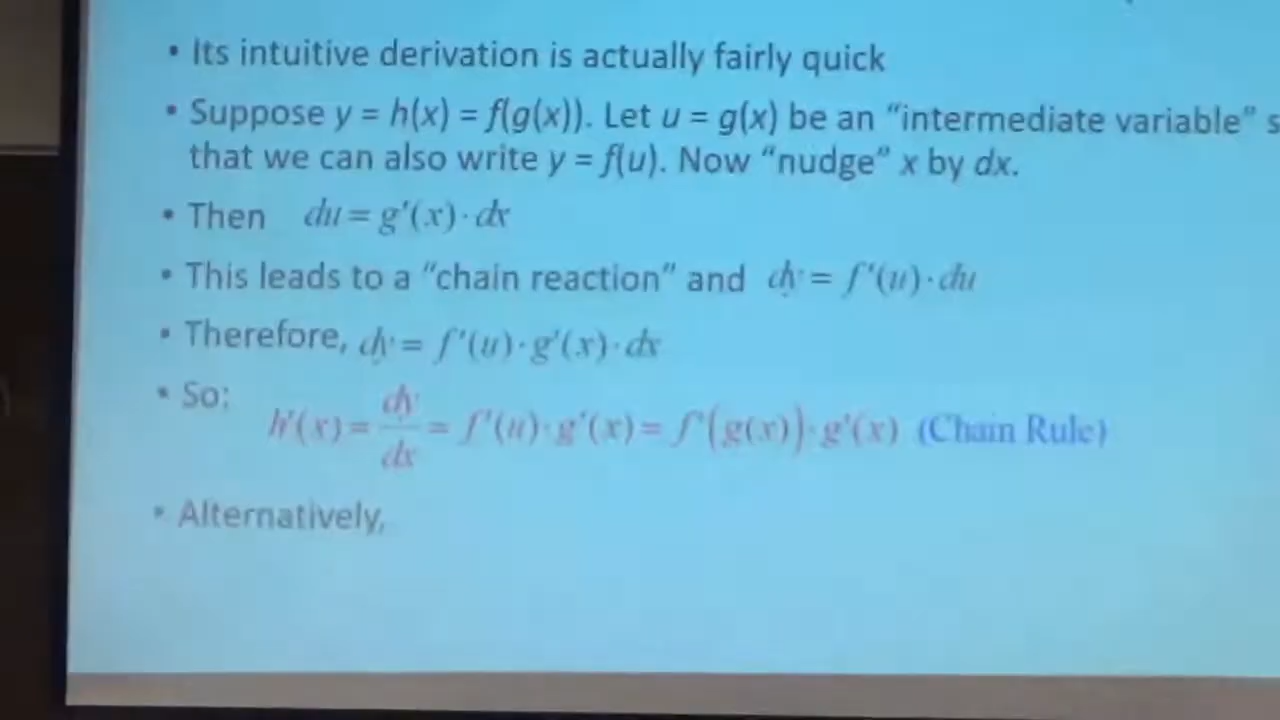 • Its intuitive derivation is actually fairly quick
• Suppose y = h(x) = f(g(x)). Let u = g(x) be an “intermediate variable” s
that we can also write y = f(u). Now “nudge” x by dx.
• Then du = g'(x)·dx
• This leads to a “chain reaction” and dy = f'(u)·du
• Therefore, dy = f'(u)·g'(x)·dx
• So: h'(x) = dy/dx = f'(u)·g'(x) = f'(g(x))·g'(x) (Chain Rule)
• Alternatively,